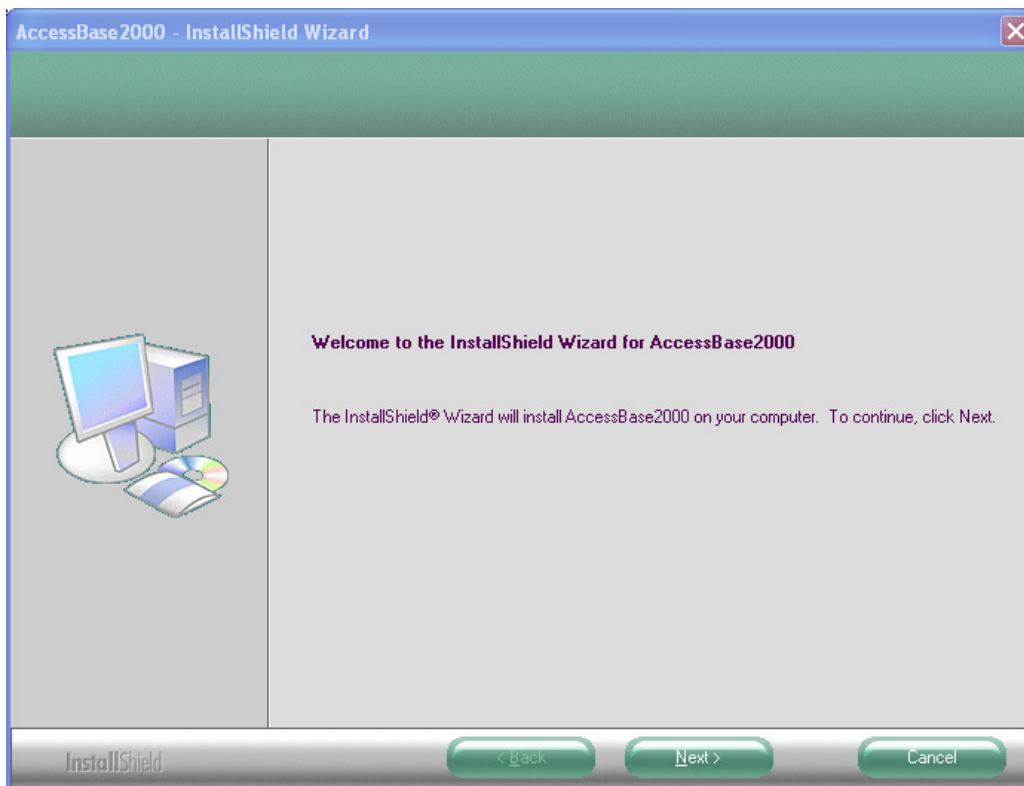 AccessBase2000 - InstallShield Wizard
Welcome to the InstallShield Wizard for AccessBase2000
The InstallShield® Wizard will install AccessBase2000 on your computer. To continue, click Next.
InstallShield
< Back
Next >
Cancel